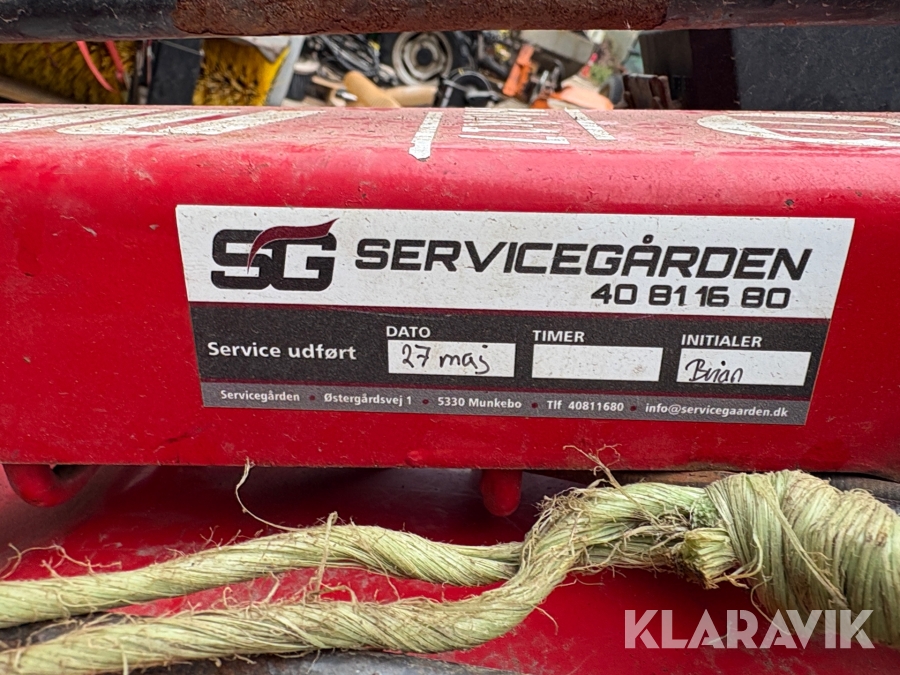 SG SERVICEGÅRDEN
40 81 16 80
DATO TIMER INITIALER
Service udført 27 maj Brian
Servicegården • Østergårdsvej 1 • 5330 Munkebo • Tlf 40811680 • info@servicegaarden.dk
KLARAVIK